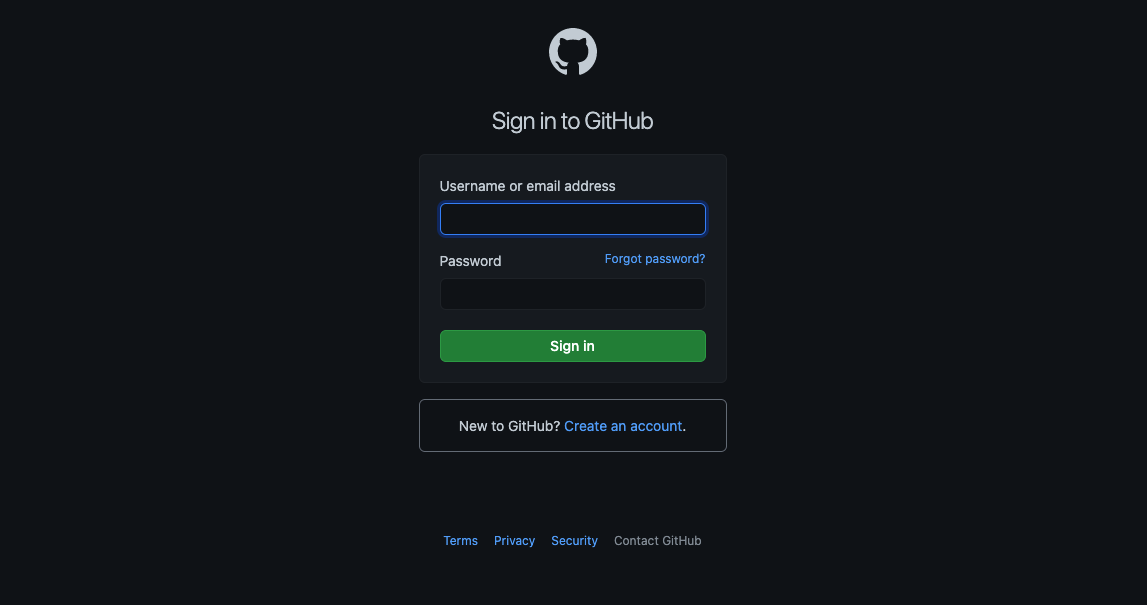 Sign in to GitHub
Username or email address
Password Forgot password?
Sign in
New to GitHub? Create an account.
Terms Privacy Security Contact GitHub